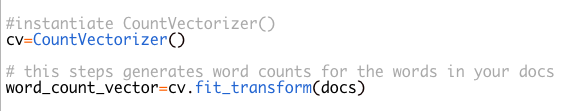 #instantiate CountVectorizer()
cv=CountVectorizer()
# this steps generates word counts for the words in your docs
word_count_vector=cv.fit_transform(docs)